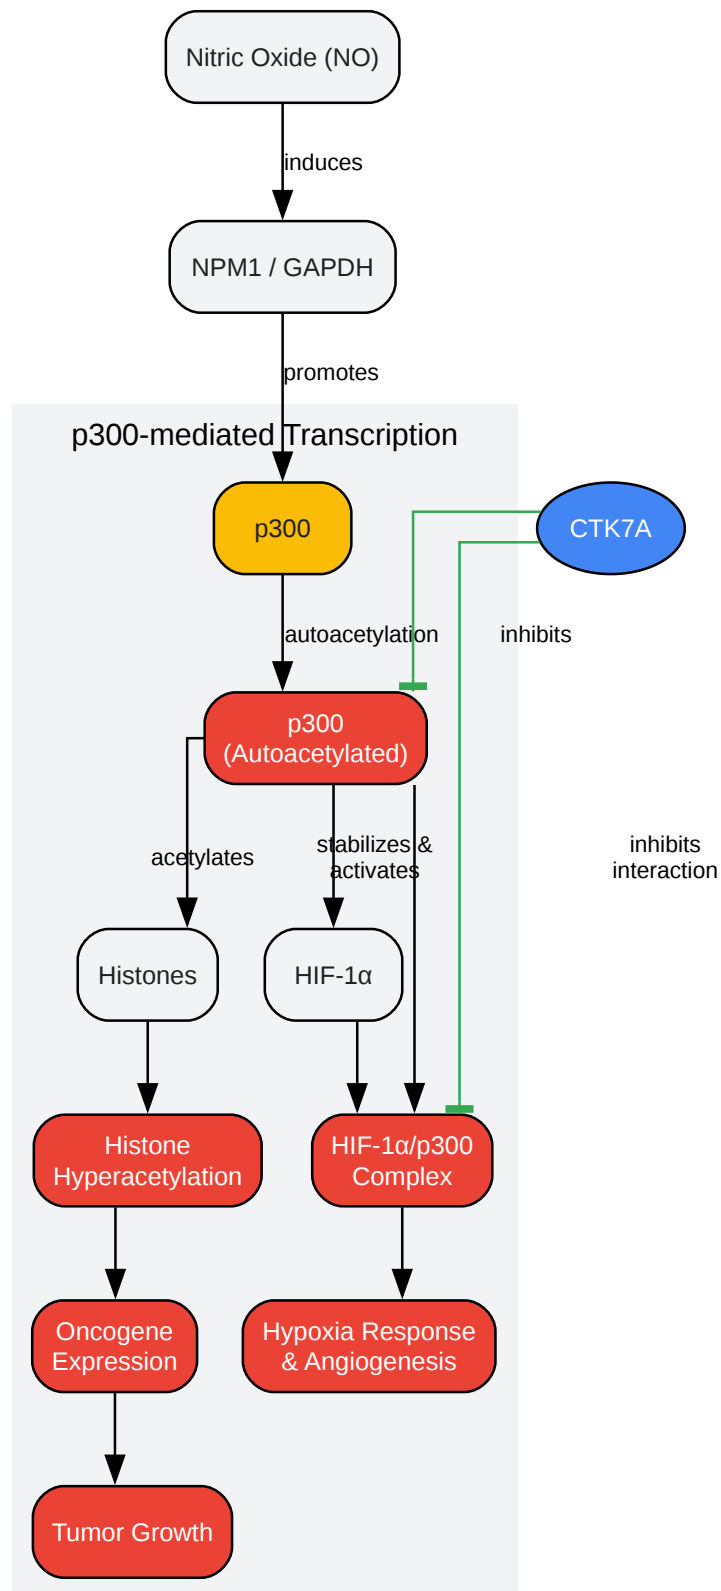 Nitric Oxide (NO)
induces
NPM1 / GAPDH
promotes
p300-mediated Transcription
p300
CTK7A
autoacetylation
inhibits
p300
(Autoacetylated)
acetylates
stabilizes &
activates
inhibits
interaction
Histones
HIF-1α
Histone
Hyperacetylation
HIF-1α/p300
Complex
Oncogene
Expression
Hypoxia Response
& Angiogenesis
Tumor Growth